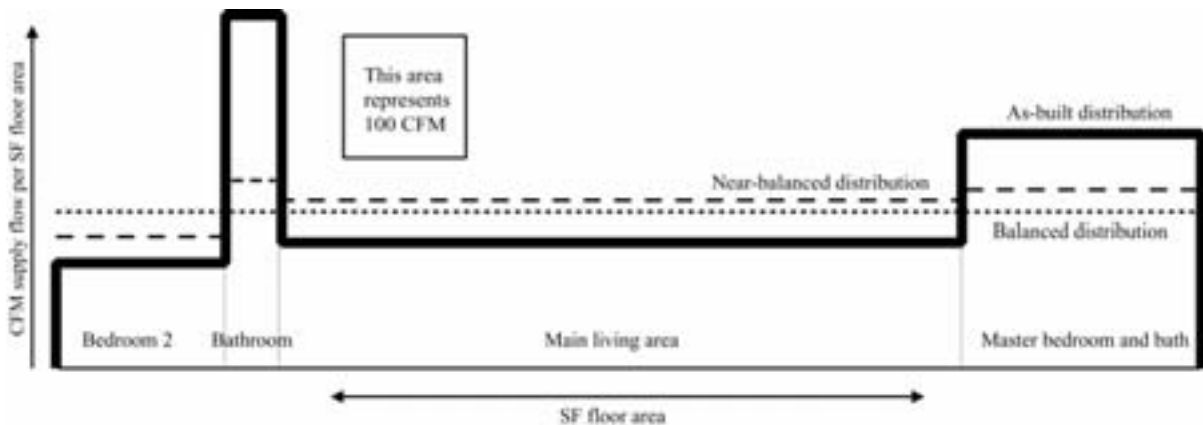 CFM supply flow per SF floor area
This area
represents
100 CFM
As-built distribution
Near-balanced distribution
Balanced distribution
Bedroom 2
Bathroom
Main living area
Master bedroom and bath
SF floor area